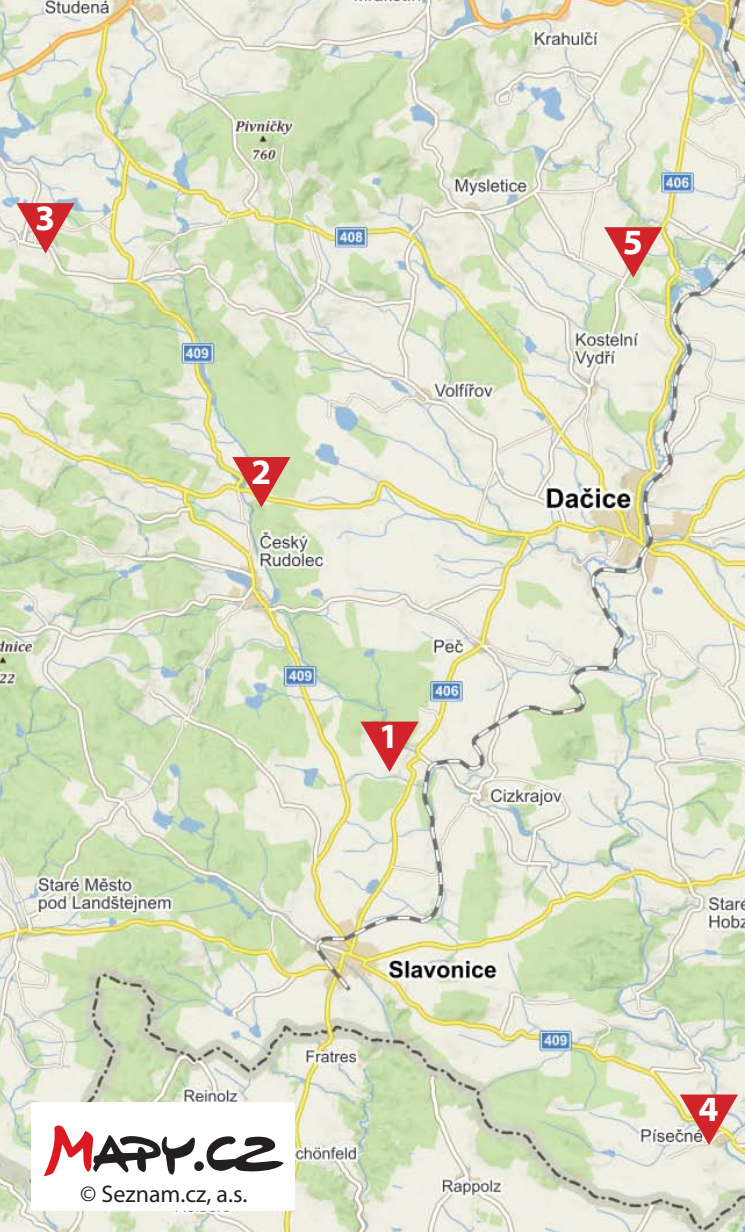 Studená
Krahulčí
Pivničky
760
Mysletice
406
3
408
5
Kostelní
Vydří
409
Volfířov
2
Dačice
Český
Rudolec
Peč
409
406
1
Cizkrajov
Staré Město
pod Landštejnem
Slavonice
409
Fratres
Reinolz
4
Písečné
MAPY.CZ
© Seznam.cz, a.s.
Rappolz